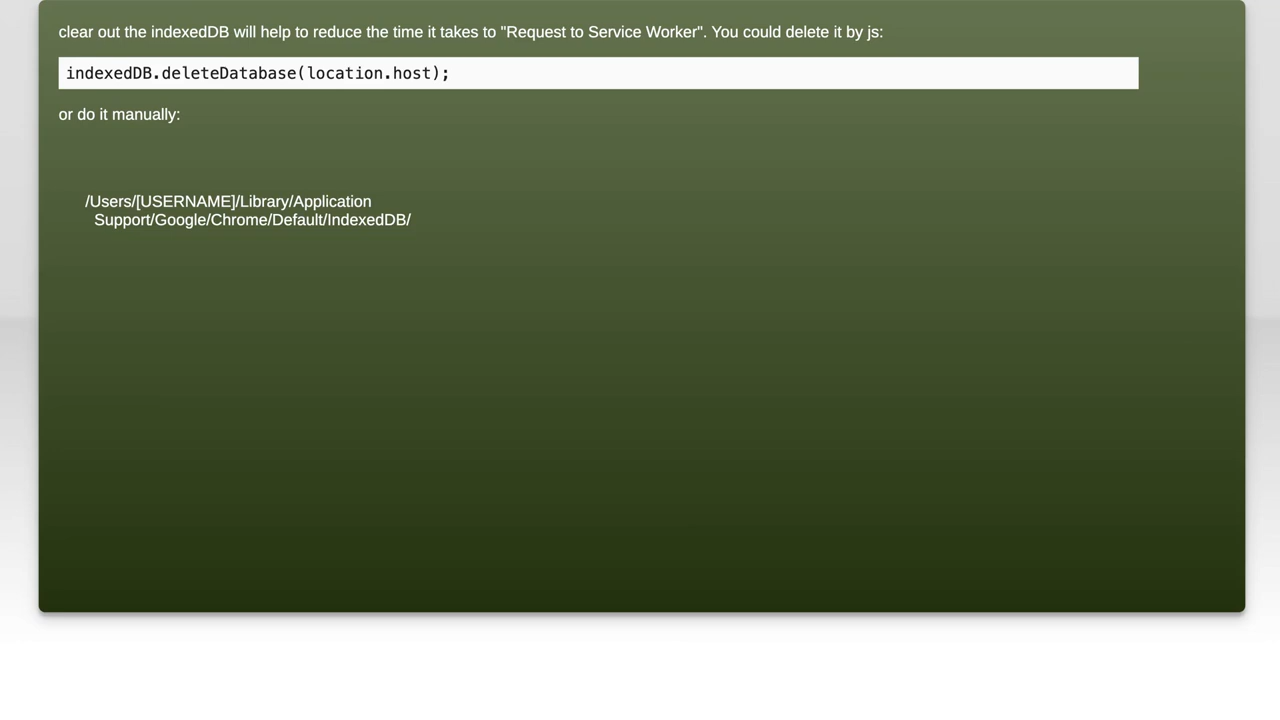 clear out the indexedDB will help to reduce the time it takes to "Request to Service Worker". You could delete it by js:
indexedDB.deleteDatabase(location.host);
or do it manually:
/Users/[USERNAME]/Library/Application
Support/Google/Chrome/Default/IndexedDB/